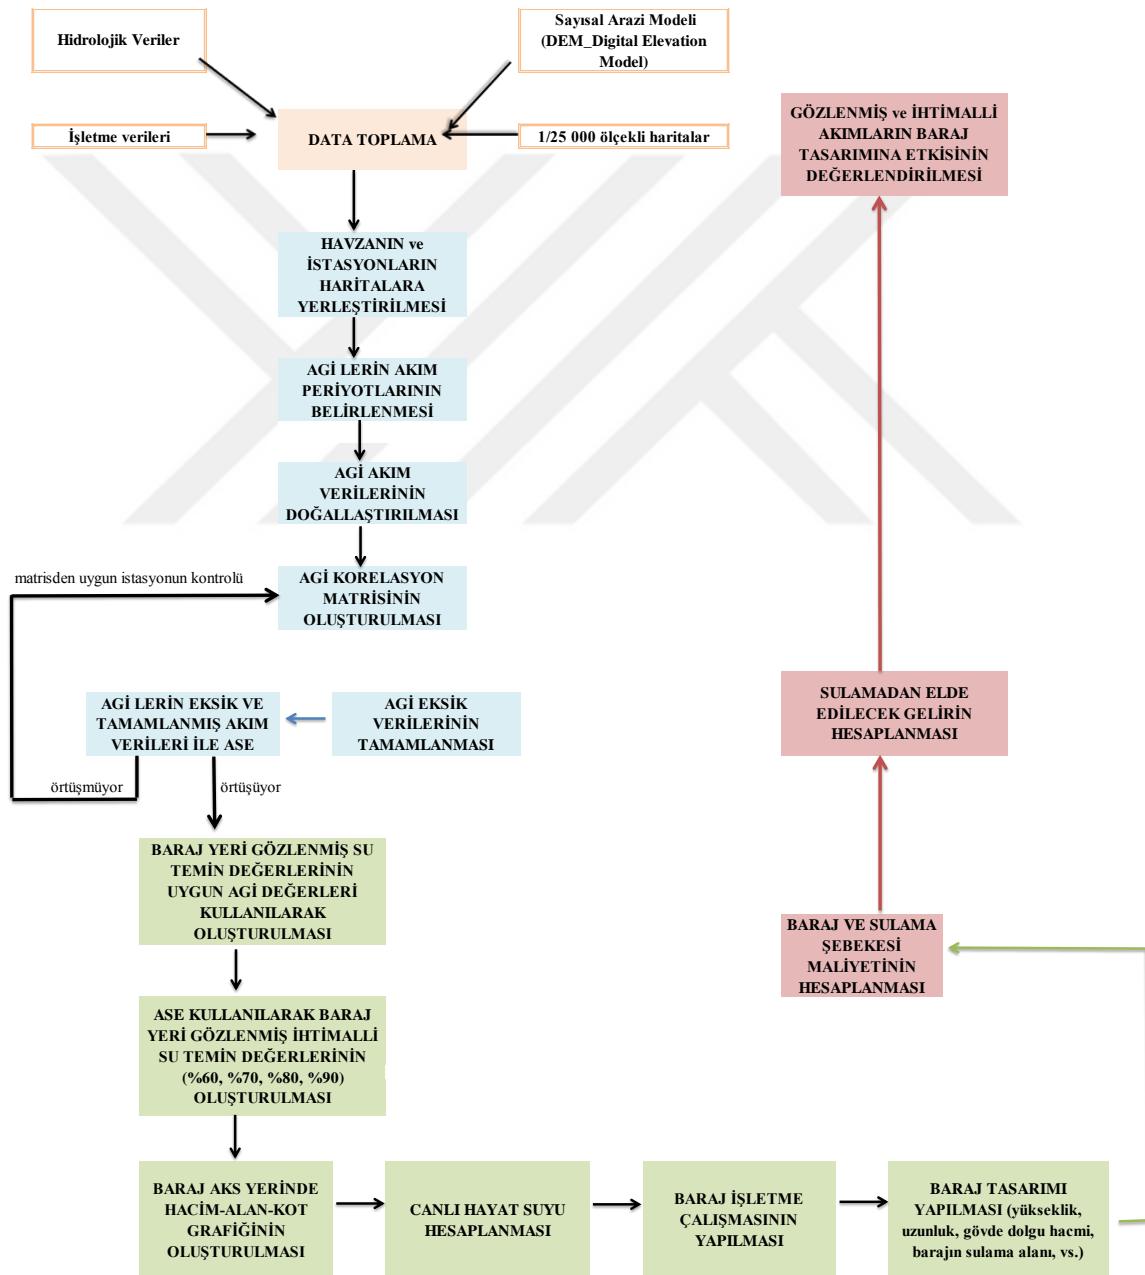 Hidrolojik Veriler
Sayısal Arazi Modeli
(DEM_Digital Elevation
Model)
İşletme verileri
DATA TOPLAMA
1/25 000 ölçekli haritalar
GÖZLENMİŞ ve İHTİMALLİ
AKIMLARIN BARAJ
TASARIMINA ETKİSİNİN
DEĞERLENDİRİLMESİ
HAVZANIN ve
İSTASYONLARIN
HARİTALARA
YERLEŞTİRİLMESİ
AGİ LERİN AKIM
PERİYOTLARININ
BELİRLENMESİ
AGİ AKIM
VERİLERİNİN
DOĞALLAŞTIRILMASI
matrisden uygun istasyonun kontrolü
AGİ KORELASYON
MATRİSİNİN
OLUŞTURULMASI
AGİ LERİN EKSİK VE
TAMAMLANMIŞ AKIM
VERİLERİ İLE ASE
AGİ EKSİK
VERİLERİNİN
TAMAMLANMASI
SULAMADAN ELDE
EDİLECEK GELİRİN
HESAPLANMASI
örtüşmüyor
örtüşüyor
BARAJ YERİ GÖZLENMİŞ SU
TEMİN DEĞERLERİNİN
UYGUN AGİ DEĞERLERİ
KULLANILARAK
OLUŞTURULMASI
BARAJ VE SULAMA
ŞEBEKESİ
MALİYETİNİN
HESAPLANMASI
ASE KULLANILARAK BARAJ
YERİ GÖZLENMİŞ İHTİMALLİ
SU TEMİN DEĞERLERİNİN
(%60, %70, %80, %90)
OLUŞTURULMASI
BARAJ AKS YERİNDE
HACİM-ALAN-KOT
GRAFİĞİNİN
OLUŞTURULMASI
CANLI HAYAT SUYU
HESAPLANMASI
BARAJ İŞLETME
ÇALIŞMASININ
YAPILMASI
BARAJ TASARIMI
YAPILMASI (yükseklik,
uzunluk, gövde dolgu hacmi,
barajın sulama alanı, vs.)